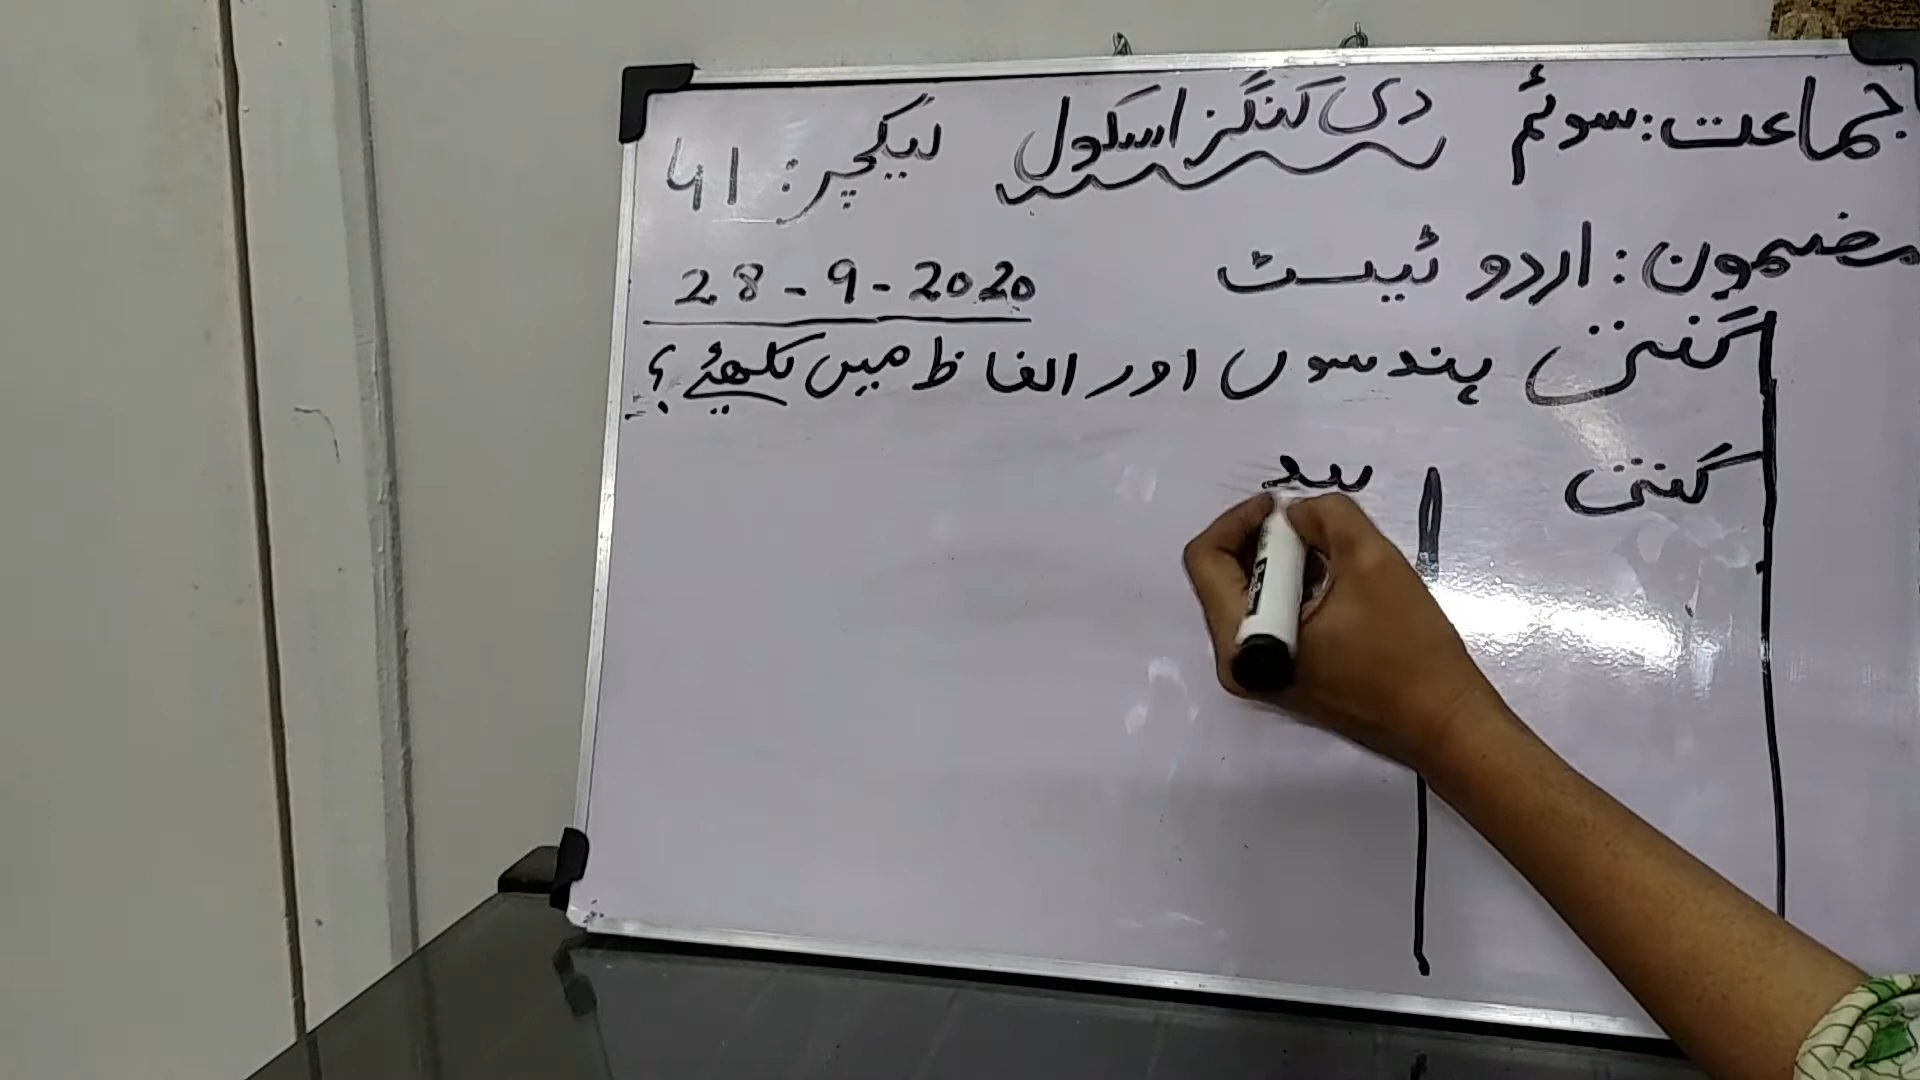 جماعت: سوئم دی کنگز اسکول لیکچر: 41
مضمون: اردو ٹیسٹ 28-9-2020
گنتی ہندسوں اور الفاظ میں لکھئے؟
گنتی